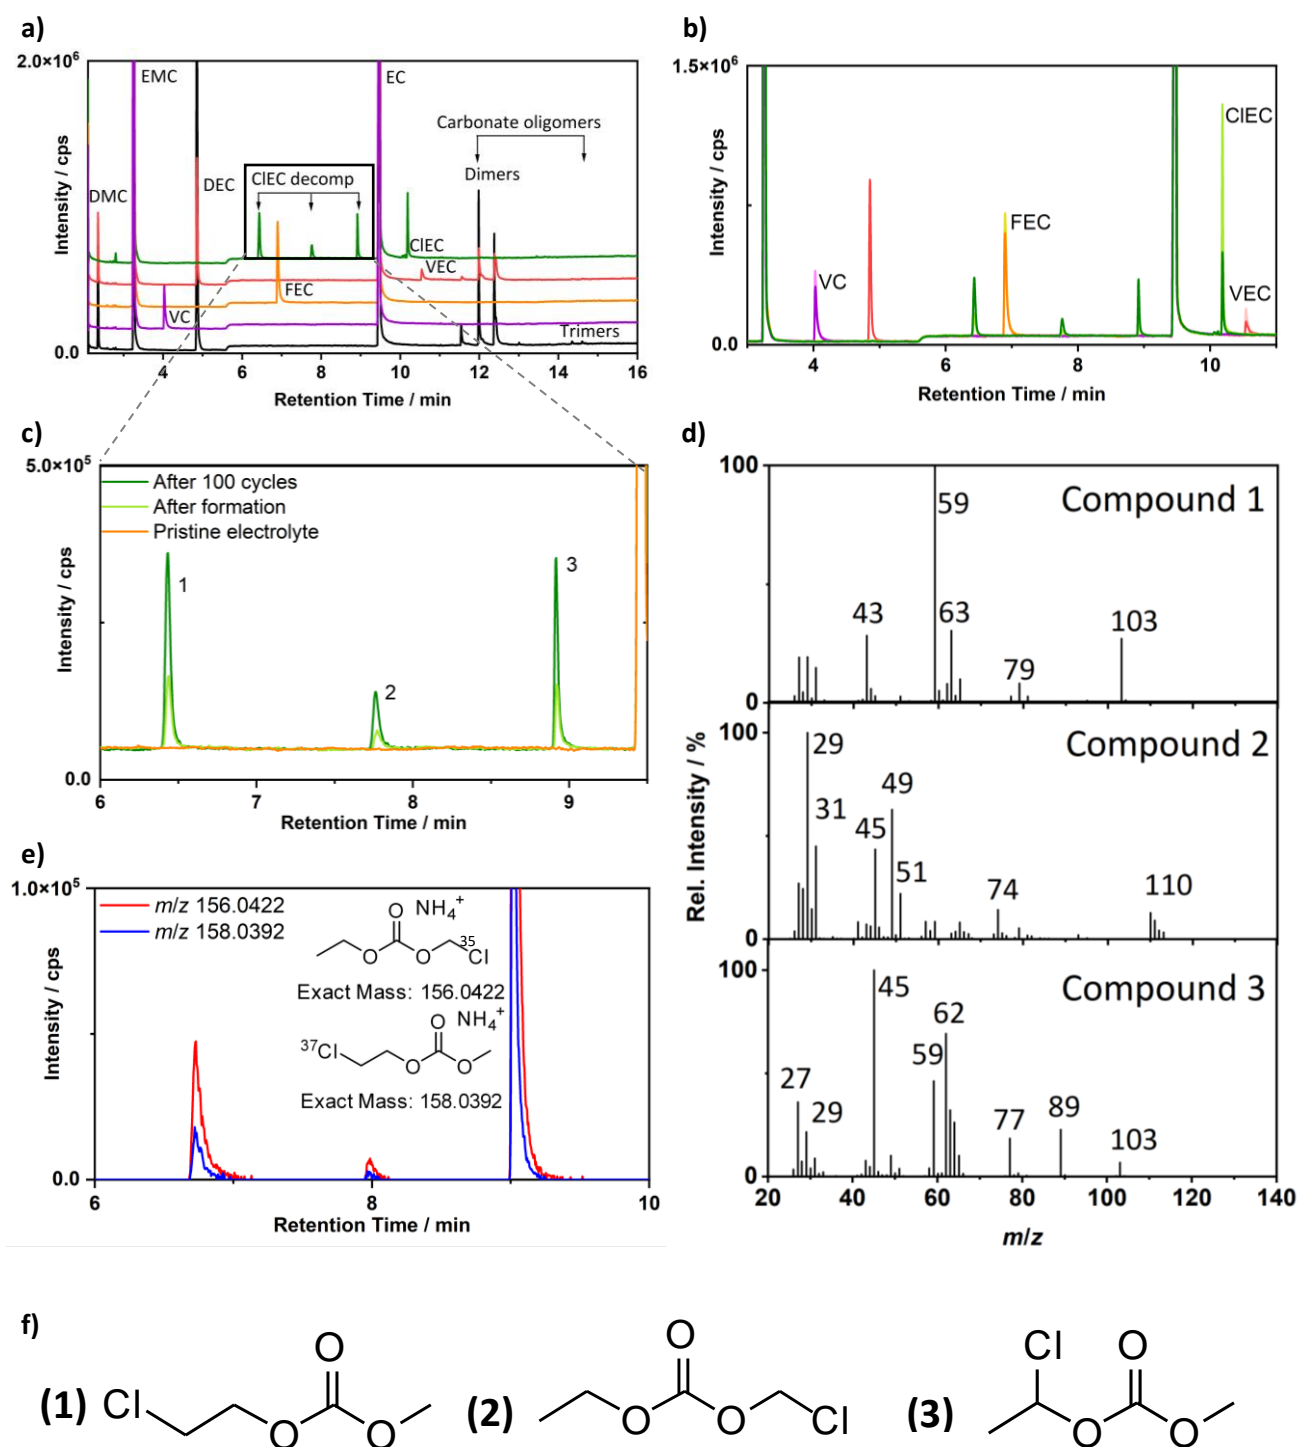 a)
2.0×10⁶
EMC
EC
Carbonate oligomers
ClEC decomp
Dimers
DEC
DMC
ClEC
VEC
FEC
VC
Trimers
0.0
4 6 8 10 12 14 16
Intensity / cps
Retention Time / min
b)
1.5×10⁶
ClEC
FEC
VC
VEC
0.0
4 6 8 10
Intensity / cps
Retention Time / min
c)
5.0×10⁵
After 100 cycles
After formation
Pristine electrolyte
1
2
3
0.0
6 7 8 9
Intensity / cps
Retention Time / min
d)
100
Compound 1
59
43
63
79
103
0
100
Compound 2
29
31
49
45
51
74
110
0
100
Compound 3
45
62
59
27
29
77
89
103
0
20 40 60 80 100 120 140
Rel. Intensity / %
m/z
e)
1.0×10⁵
m/z 156.0422
m/z 158.0392
O NH₄⁺
³⁵
O O Cl
Exact Mass: 156.0422
O NH₄⁺
³⁷Cl
O O
Exact Mass: 158.0392
0.0
6 8 10
Intensity / cps
Retention Time / min
f)
(1) Cl O O O
(2) O O O Cl
(3) Cl O O O